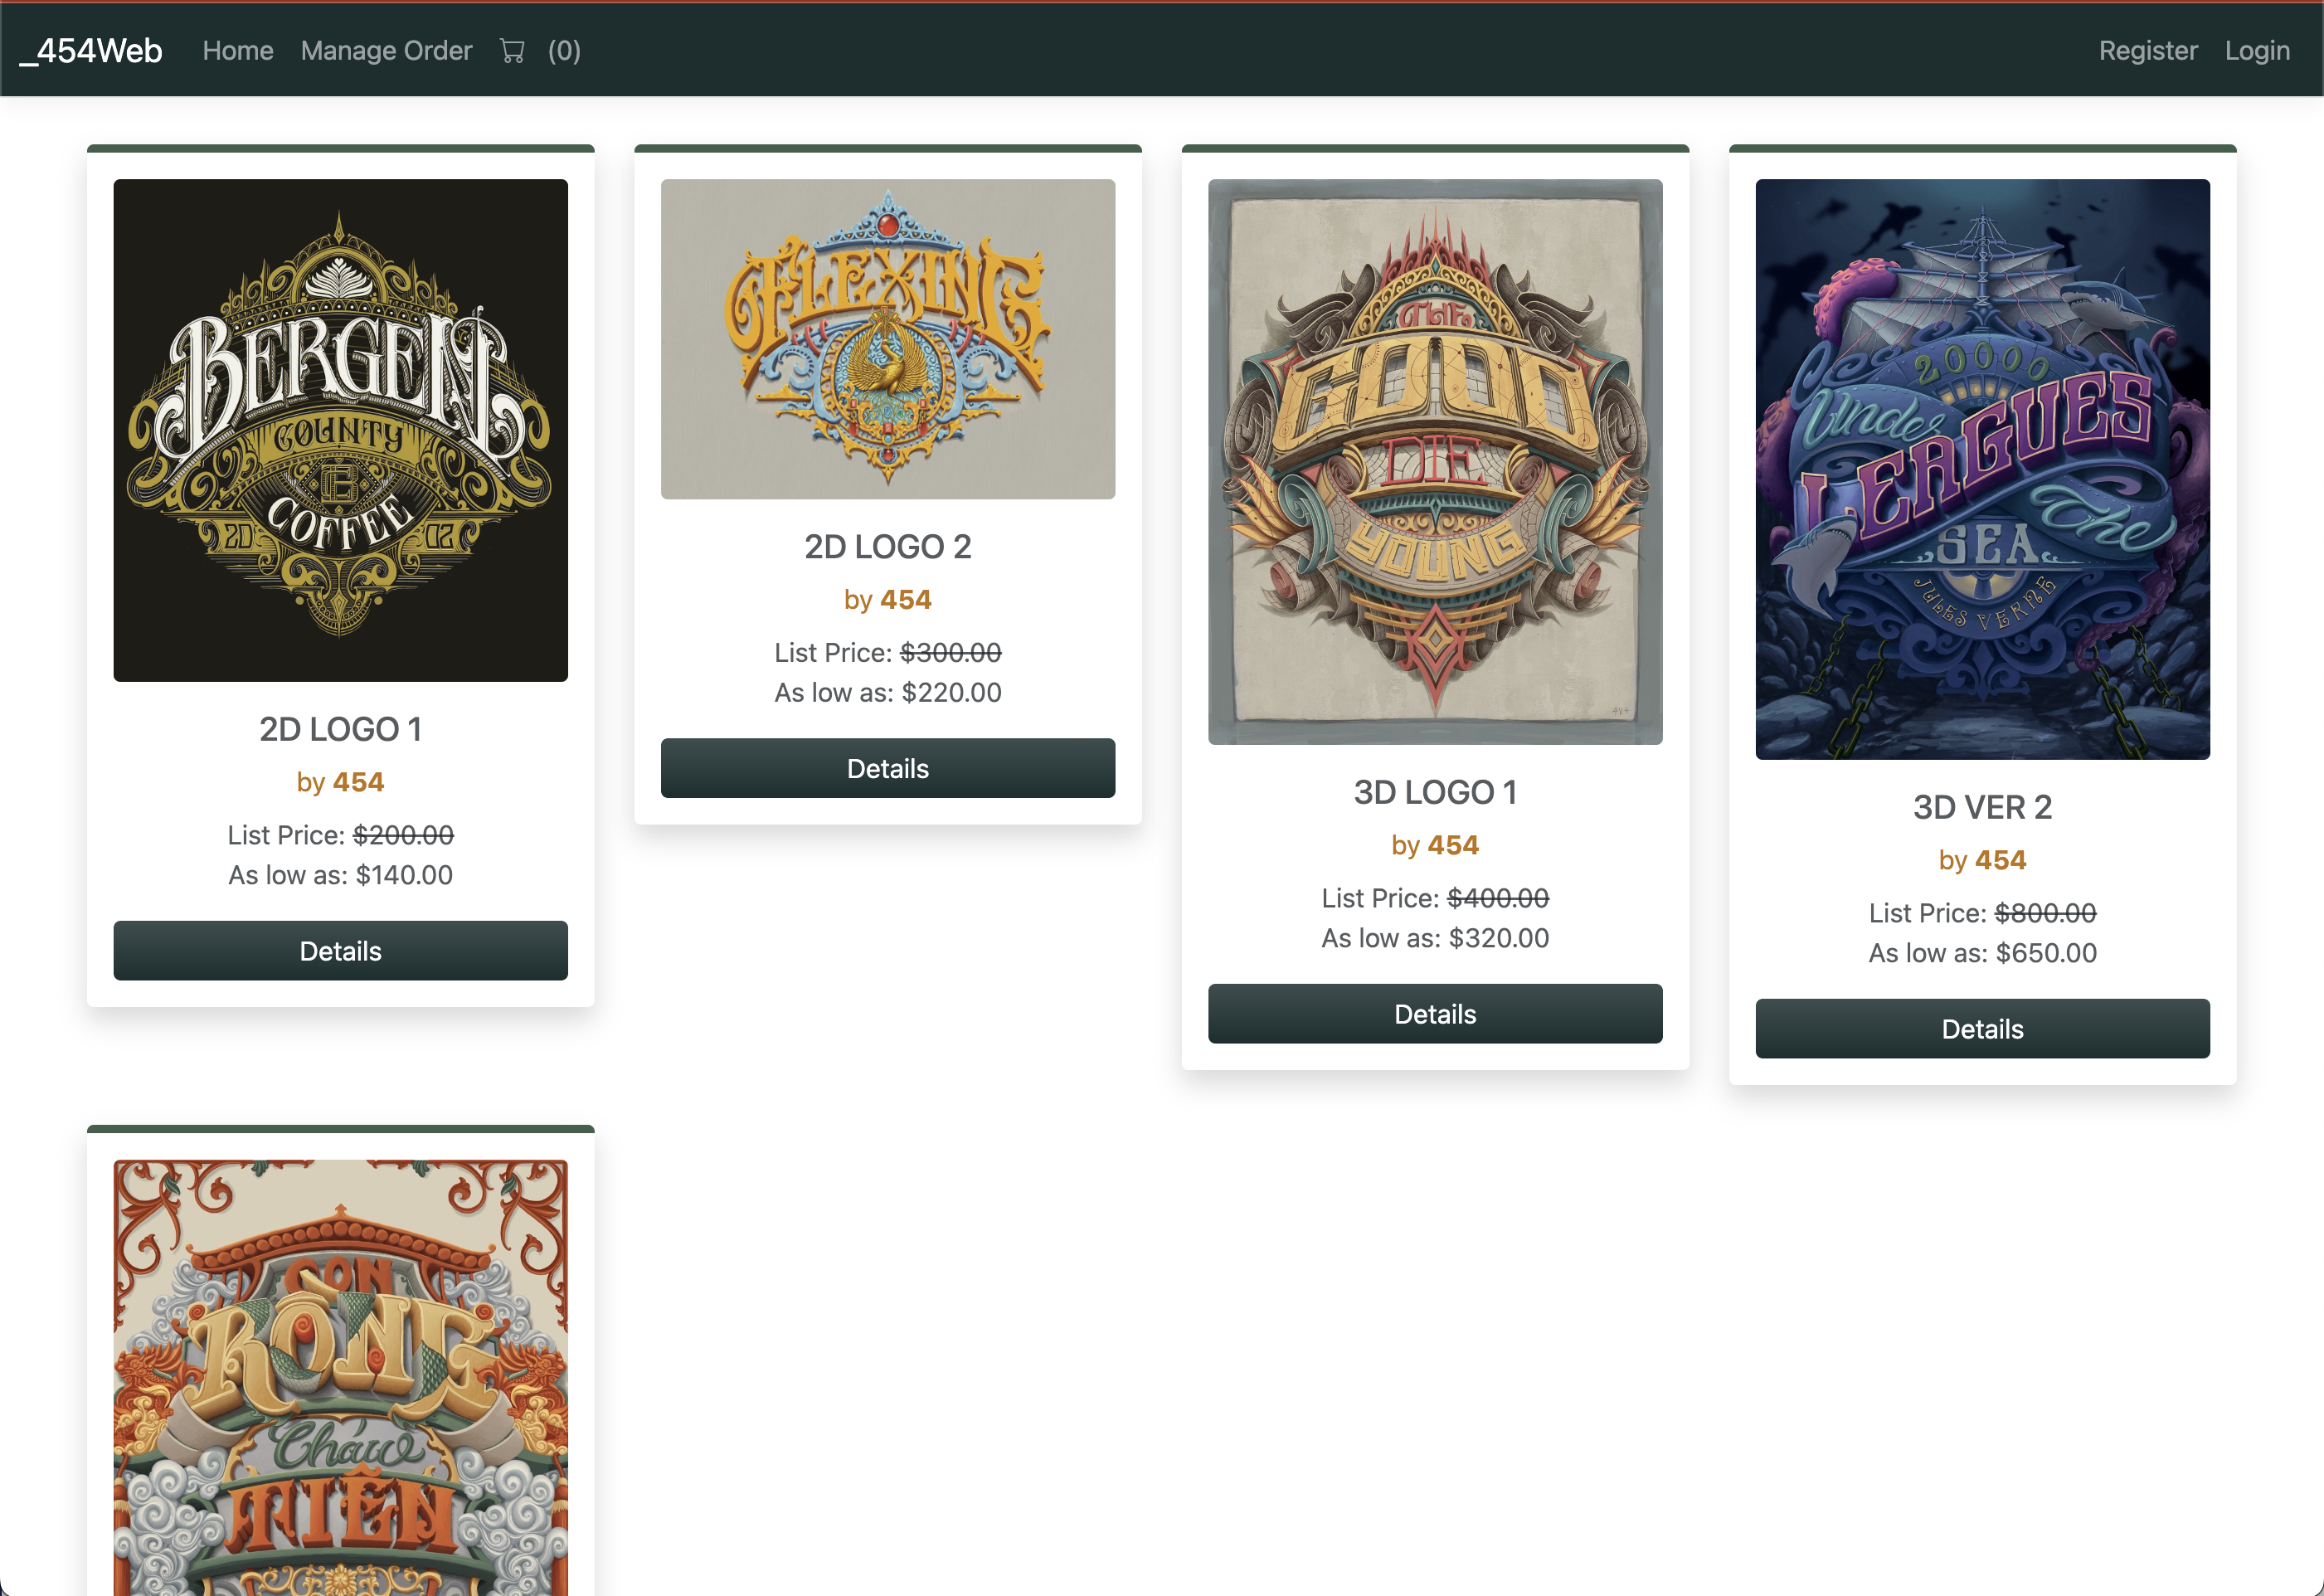 _454Web Home Manage Order (0) Register Login
BERGEN
COUNTY
COFFEE
20 02
2D LOGO 1
by 454
List Price: $200.00
As low as: $140.00
Details
FLEXING
2D LOGO 2
by 454
List Price: $300.00
As low as: $220.00
Details
GOOD
DIE
YOUNG
3D LOGO 1
by 454
List Price: $400.00
As low as: $320.00
Details
20000
Under
LEAGUES
The
SEA
JULES VERNE
3D VER 2
by 454
List Price: $800.00
As low as: $650.00
Details
CON
RỒNG
Cháu
TIÊN